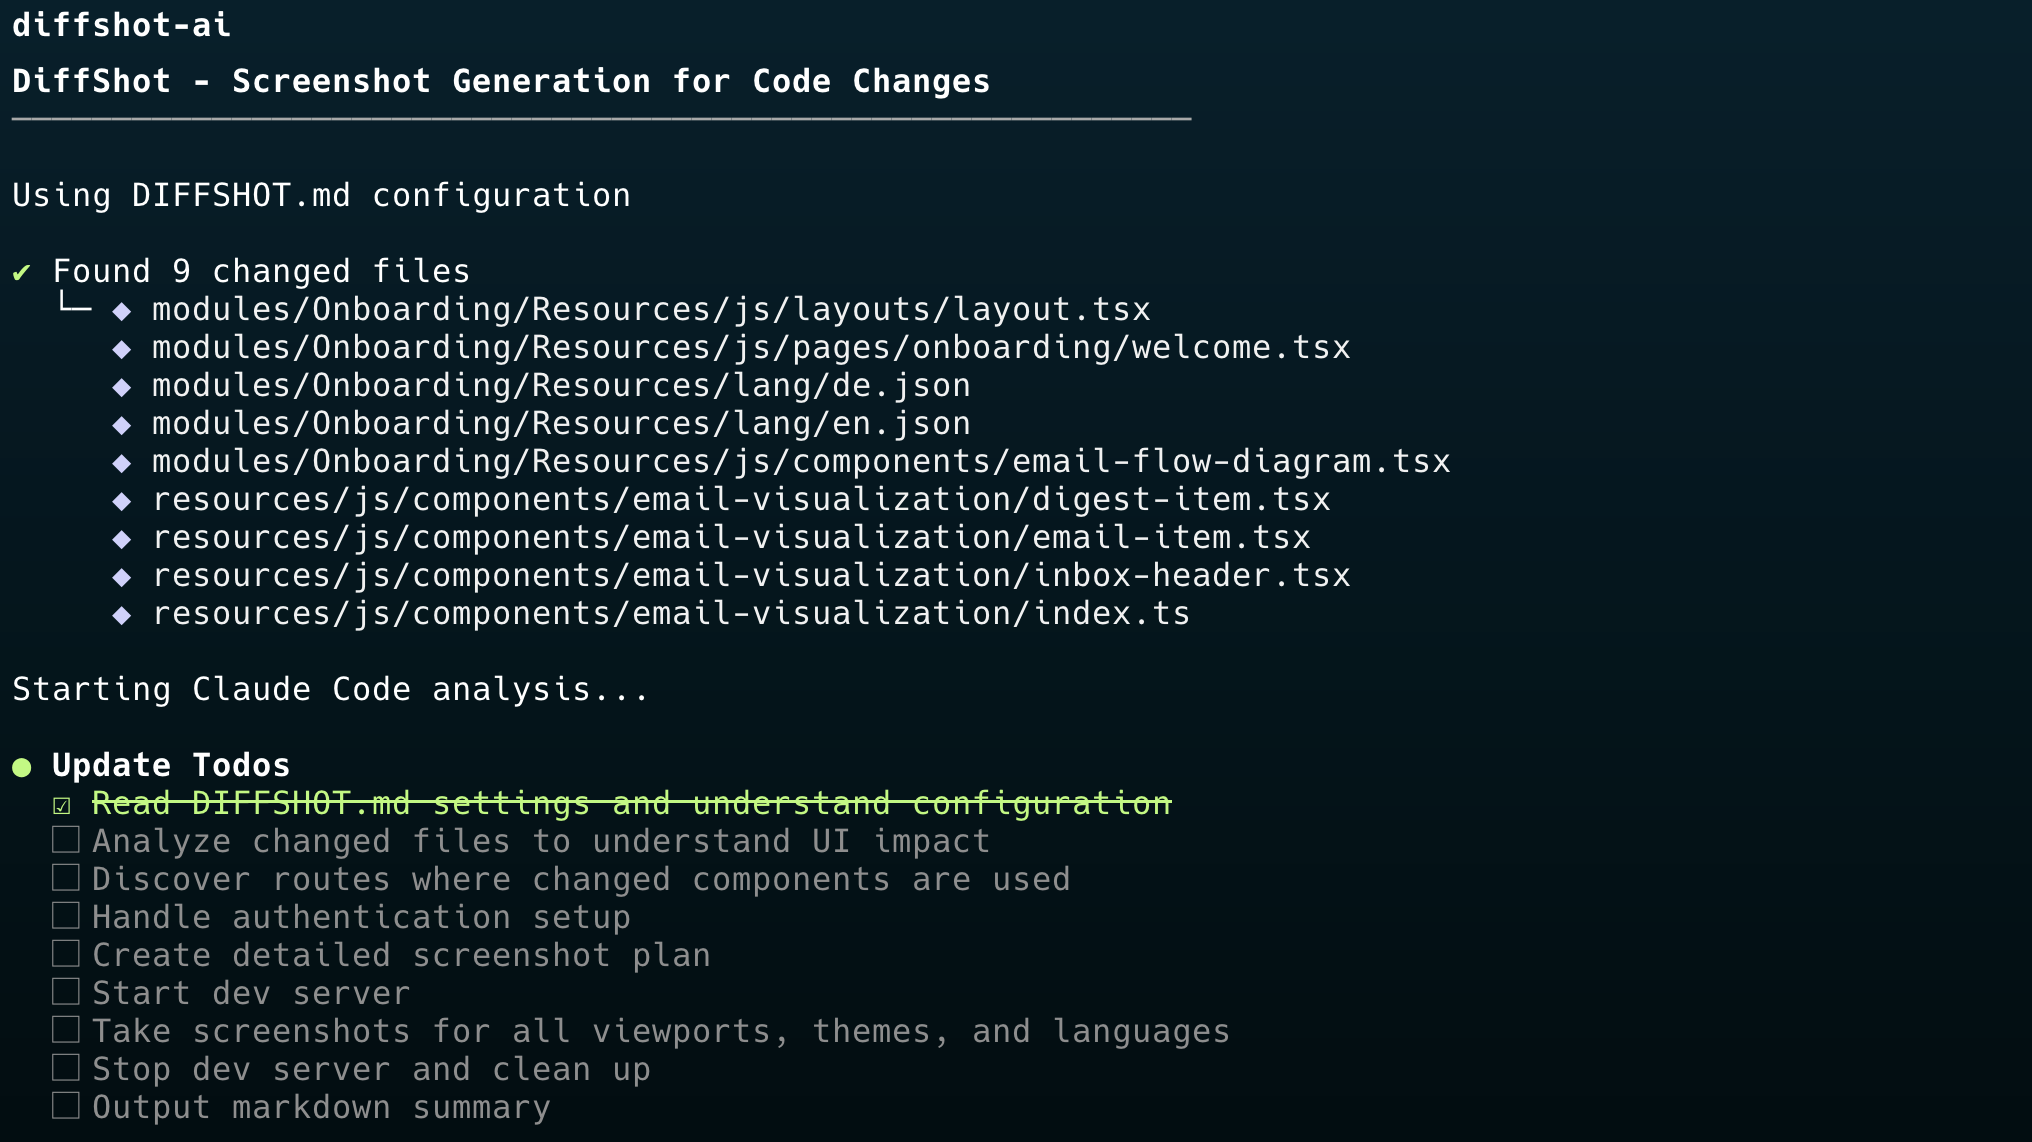 diffshot-ai
DiffShot - Screenshot Generation for Code Changes
Using DIFFSHOT.md configuration
✔ Found 9 changed files
└─ ◆ modules/Onboarding/Resources/js/layouts/layout.tsx
◆ modules/Onboarding/Resources/js/pages/onboarding/welcome.tsx
◆ modules/Onboarding/Resources/lang/de.json
◆ modules/Onboarding/Resources/lang/en.json
◆ modules/Onboarding/Resources/js/components/email-flow-diagram.tsx
◆ resources/js/components/email-visualization/digest-item.tsx
◆ resources/js/components/email-visualization/email-item.tsx
◆ resources/js/components/email-visualization/inbox-header.tsx
◆ resources/js/components/email-visualization/index.ts
Starting Claude Code analysis...
● Update Todos
☑ Read DIFFSHOT.md settings and understand configuration
☐ Analyze changed files to understand UI impact
☐ Discover routes where changed components are used
☐ Handle authentication setup
☐ Create detailed screenshot plan
☐ Start dev server
☐ Take screenshots for all viewports, themes, and languages
☐ Stop dev server and clean up
☐ Output markdown summary